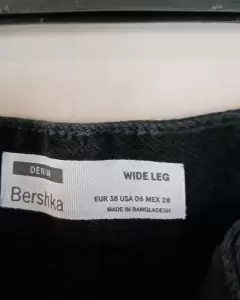 DENIM
WIDE LEG
Bershka
EUR 38 USA 06 MEX 28
MADE IN BANGLADESH